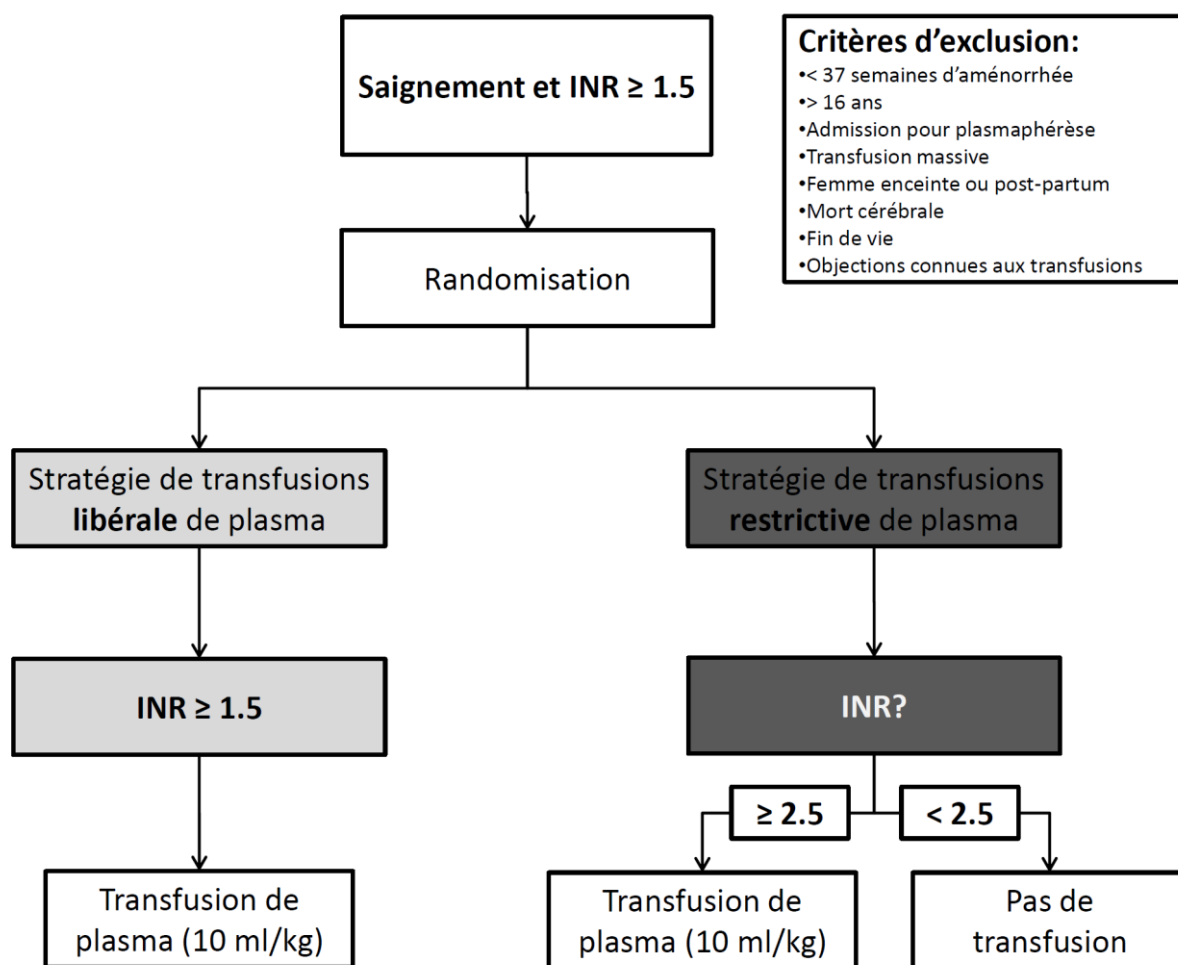 Saignement et INR ≥ 1.5
Critères d’exclusion:
•< 37 semaines d’aménorrhée
•> 16 ans
•Admission pour plasmaphérèse
•Transfusion massive
•Femme enceinte ou post-partum
•Mort cérébrale
•Fin de vie
•Objections connues aux transfusions
Randomisation
Stratégie de transfusions
libérale de plasma
Stratégie de transfusions
restrictive de plasma
INR ≥ 1.5
INR?
≥ 2.5
< 2.5
Transfusion de
plasma (10 ml/kg)
Transfusion de
plasma (10 ml/kg)
Pas de
transfusion